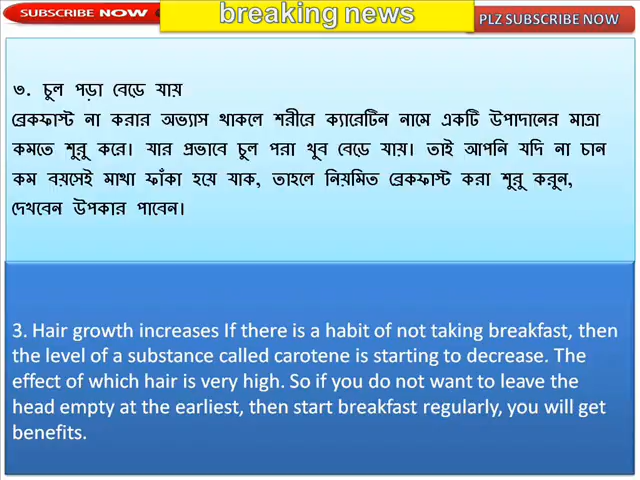 SUBSCRIBE NOW
breaking news
PLZ SUBSCRIBE NOW
৩. চুল পড়া বেড়ে যায়
ব্রেকফাস্ট না করার অভ্যাস থাকলে শরীরে ক্যারেটিন নামে একটি উপাদানের মাত্রা
কমতে শুরু করে। যার প্রভাবে চুল পরা খুব বেড়ে যায়। তাই আপনি যদি না চান
কম বয়সেই মাথা ফাঁকা হয়ে যাক, তাহলে নিয়মিত ব্রেকফাস্ট করা শুরু করুন,
দেখবেন উপকার পাবেন।
3. Hair growth increases If there is a habit of not taking breakfast, then
the level of a substance called carotene is starting to decrease. The
effect of which hair is very high. So if you do not want to leave the
head empty at the earliest, then start breakfast regularly, you will get
benefits.